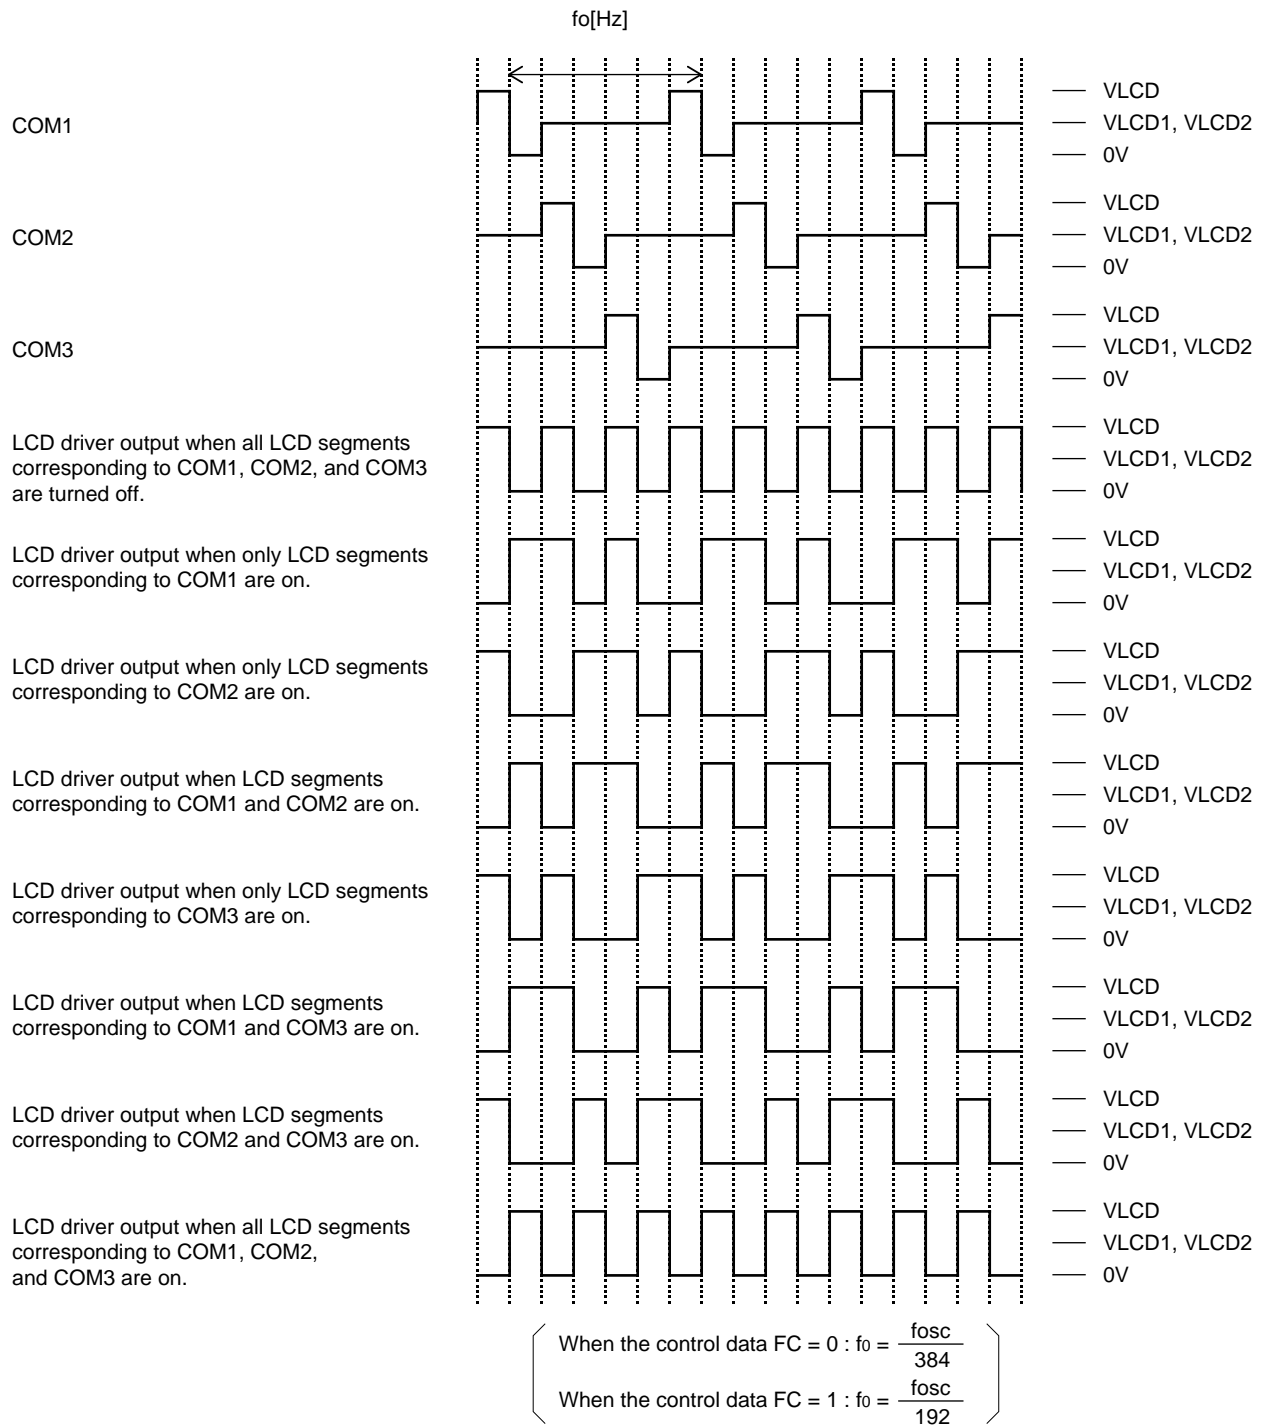 fo[Hz]
COM1
VLCD
VLCD1, VLCD2
0V
COM2
VLCD
VLCD1, VLCD2
0V
COM3
VLCD
VLCD1, VLCD2
0V
LCD driver output when all LCD segments
corresponding to COM1, COM2, and COM3
are turned off.
VLCD
VLCD1, VLCD2
0V
LCD driver output when only LCD segments
corresponding to COM1 are on.
VLCD
VLCD1, VLCD2
0V
LCD driver output when only LCD segments
corresponding to COM2 are on.
VLCD
VLCD1, VLCD2
0V
LCD driver output when LCD segments
corresponding to COM1 and COM2 are on.
VLCD
VLCD1, VLCD2
0V
LCD driver output when only LCD segments
corresponding to COM3 are on.
VLCD
VLCD1, VLCD2
0V
LCD driver output when LCD segments
corresponding to COM1 and COM3 are on.
VLCD
VLCD1, VLCD2
0V
LCD driver output when LCD segments
corresponding to COM2 and COM3 are on.
VLCD
VLCD1, VLCD2
0V
LCD driver output when all LCD segments
corresponding to COM1, COM2,
and COM3 are on.
VLCD
VLCD1, VLCD2
0V
When the control data FC = 0 : f0 = fosc
384
When the control data FC = 1 : f0 = fosc
192